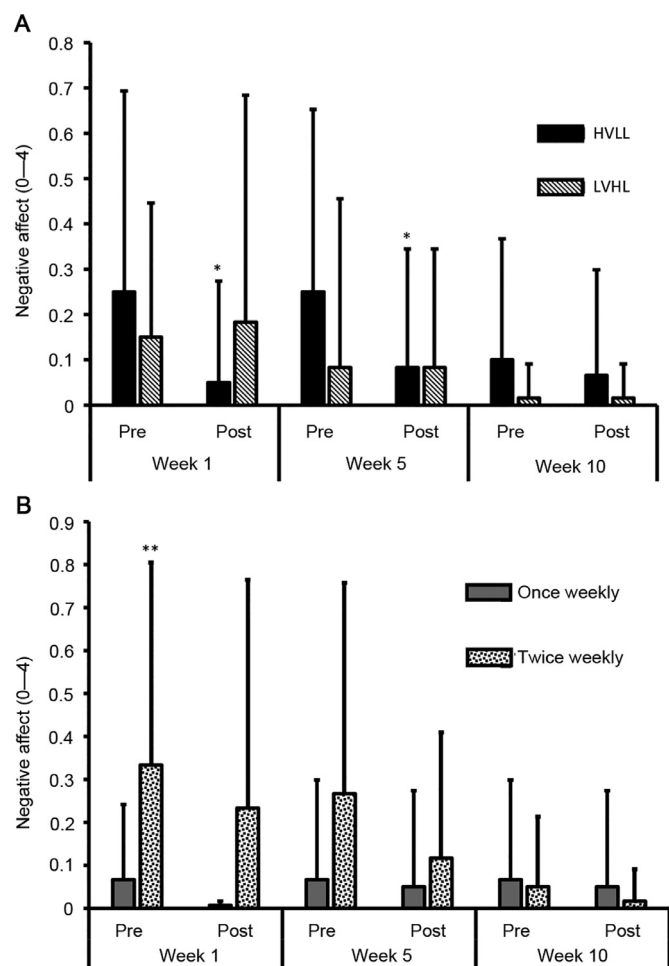 A
0.8
0.7
0.6
0.5
0.4
0.3
0.2
0.1
0
Negative affect (0—4)
HVLL
LVHL
*
*
Pre
Post
Pre
Post
Pre
Post
Week 1
Week 5
Week 10
B
0.9
0.8
0.7
0.6
0.5
0.4
0.3
0.2
0.1
0
Negative affect (0—4)
**
Once weekly
Twice weekly
Pre
Post
Pre
Post
Pre
Post
Week 1
Week 5
Week 10